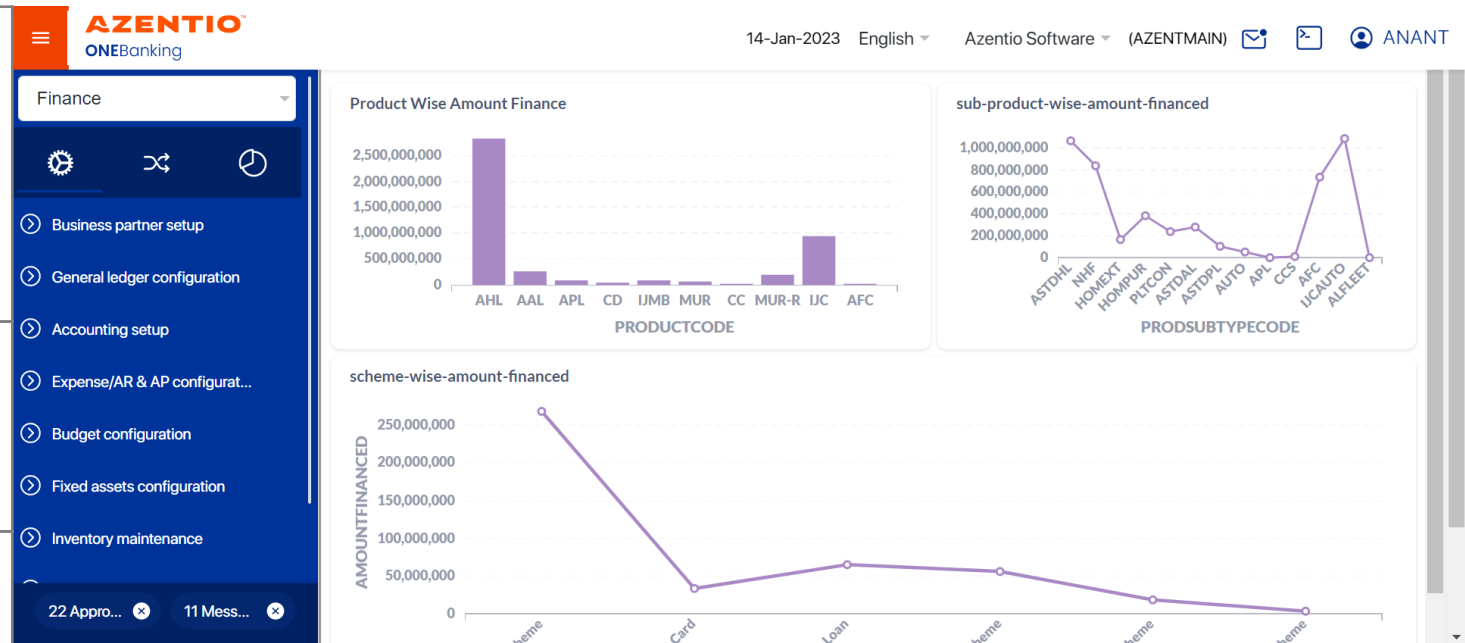 AZENTIO™
ONEBanking
14-Jan-2023 English Azentio Software (AZENTMAIN) ANANT
Finance
Business partner setup
General ledger configuration
Accounting setup
Expense/AR & AP configurat...
Budget configuration
Fixed assets configuration
Inventory maintenance
22 Appro...
11 Mess...
Product Wise Amount Finance
2,500,000,000
2,000,000,000
1,500,000,000
1,000,000,000
500,000,000
0
AHL AAL APL CD IJMB MUR CC MUR-R IJC AFC
PRODUCTCODE
sub-product-wise-amount-financed
1,000,000,000
800,000,000
600,000,000
400,000,000
200,000,000
0
ASTDHL NHF HOMEXT HOMPUR PLTCON ASTDAL ASTDPL AUTO APL CCS AFC IJCAUTO ALFLEET
PRODSUBTYPECODE
scheme-wise-amount-financed
AMOUNTFINANCED
250,000,000
200,000,000
150,000,000
100,000,000
50,000,000
0
Card Loan